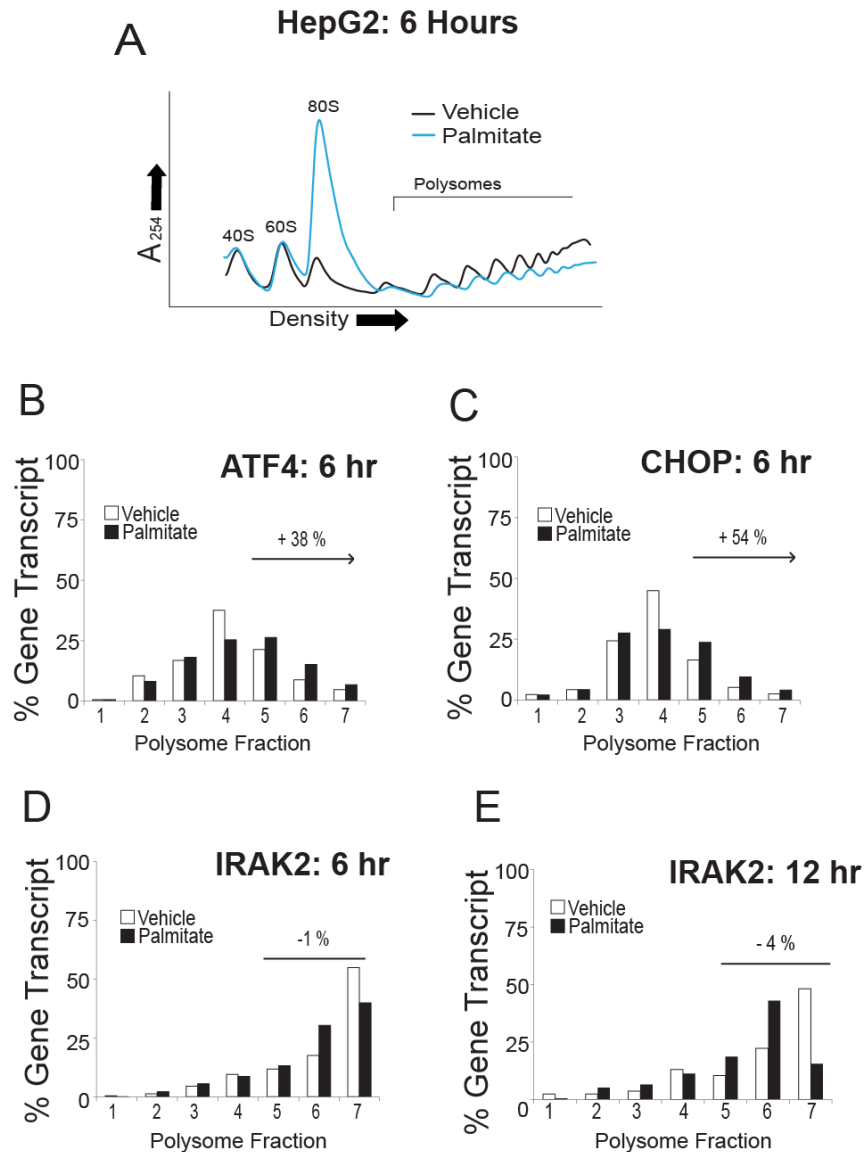 HepG2: 6 Hours
A
80S
Vehicle
Palmitate
Polysomes
40S
60S
A254
Density
B
ATF4: 6 hr
100
75
50
25
0
% Gene Transcript
Vehicle
Palmitate
+ 38 %
1 2 3 4 5 6 7
Polysome Fraction
C
CHOP: 6 hr
100
75
50
25
0
% Gene Transcript
Vehicle
Palmitate
+ 54 %
1 2 3 4 5 6 7
Polysome Fraction
D
IRAK2: 6 hr
100
75
50
25
0
% Gene Transcript
Vehicle
Palmitate
-1 %
1 2 3 4 5 6 7
Polysome Fraction
E
IRAK2: 12 hr
100
75
50
25
0
% Gene Transcript
Vehicle
Palmitate
- 4 %
1 2 3 4 5 6 7
Polysome Fraction